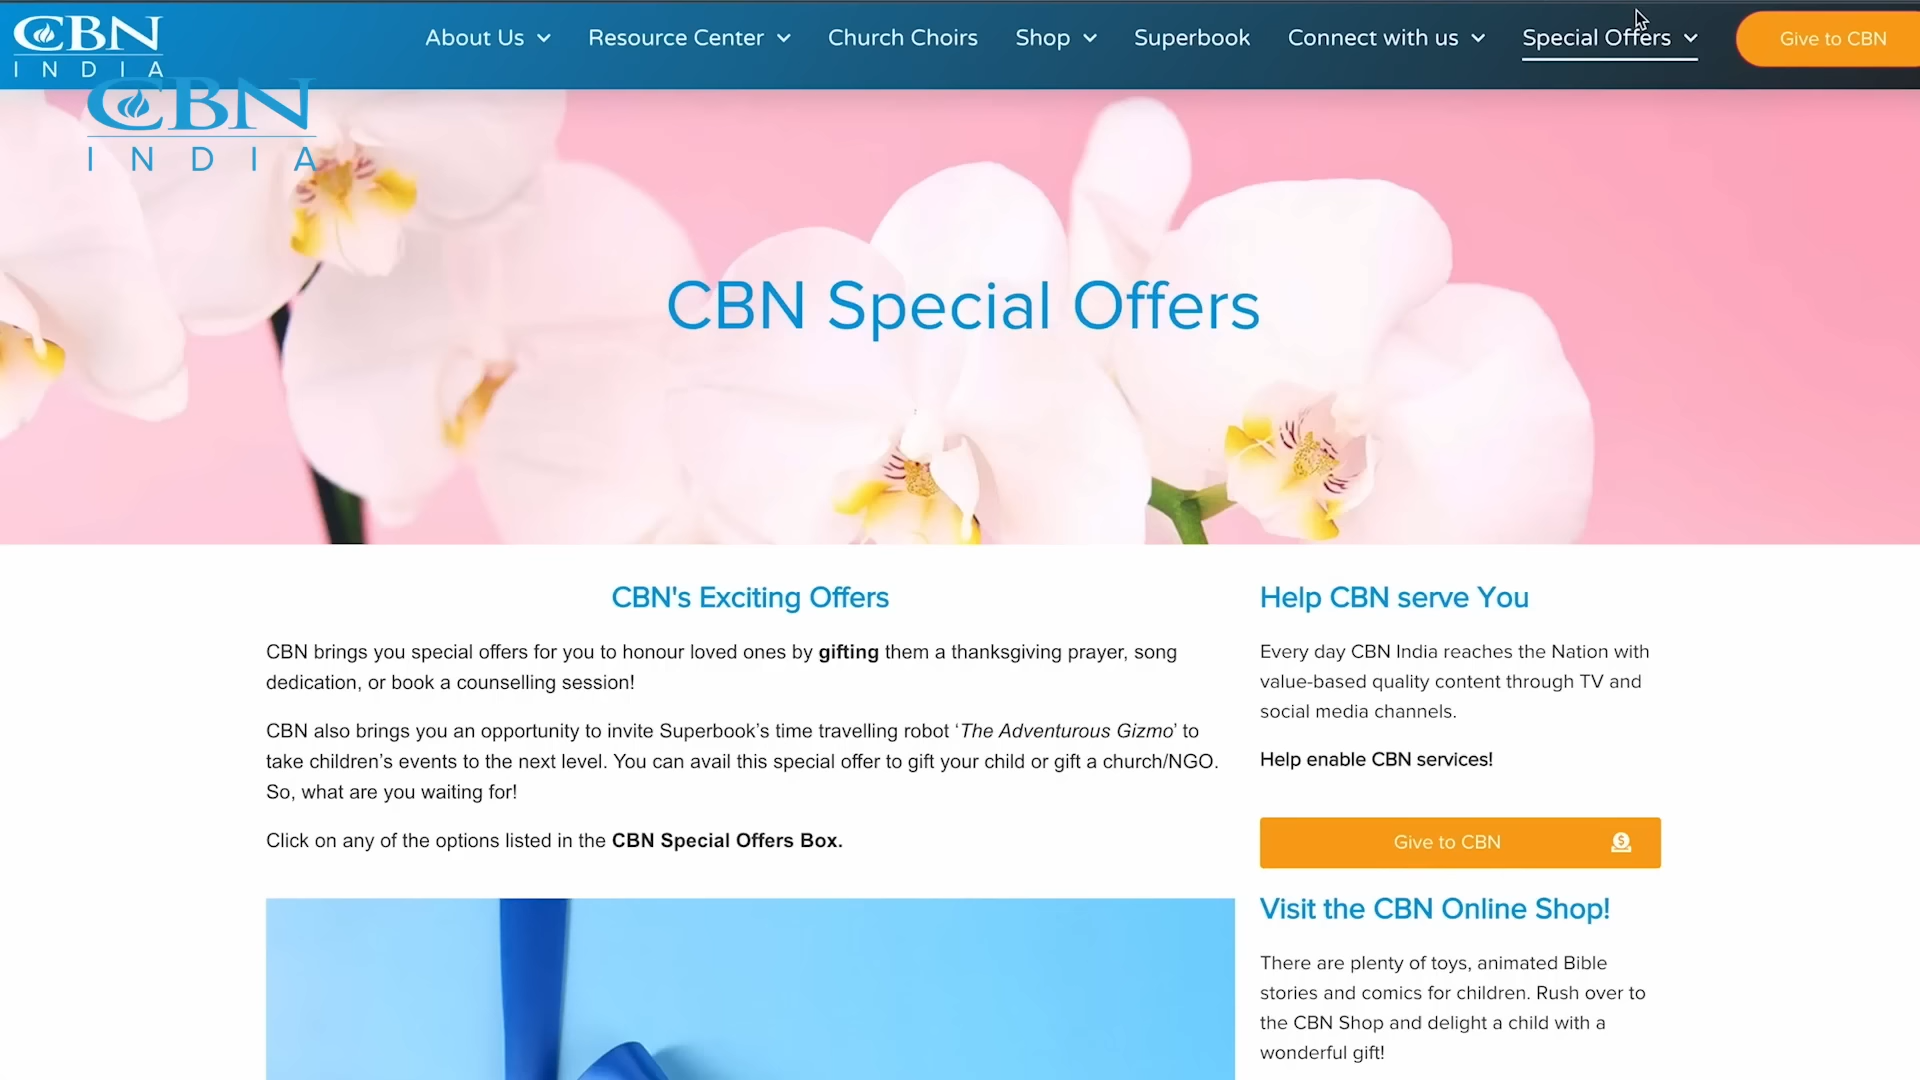 CBN
INDIA
About Us
Resource Center
Church Choirs
Shop
Superbook
Connect with us
Special Offers
Give to CBN
CBN
INDIA
CBN Special Offers
CBN's Exciting Offers
CBN brings you special offers for you to honour loved ones by gifting them a thanksgiving prayer, song
dedication, or book a counselling session!
CBN also brings you an opportunity to invite Superbook’s time travelling robot ‘The Adventurous Gizmo’ to
take children’s events to the next level. You can avail this special offer to gift your child or gift a church/NGO.
So, what are you waiting for!
Click on any of the options listed in the CBN Special Offers Box.
Help CBN serve You
Every day CBN India reaches the Nation with
value-based quality content through TV and
social media channels.
Help enable CBN services!
Give to CBN
Visit the CBN Online Shop!
There are plenty of toys, animated Bible
stories and comics for children. Rush over to
the CBN Shop and delight a child with a
wonderful gift!